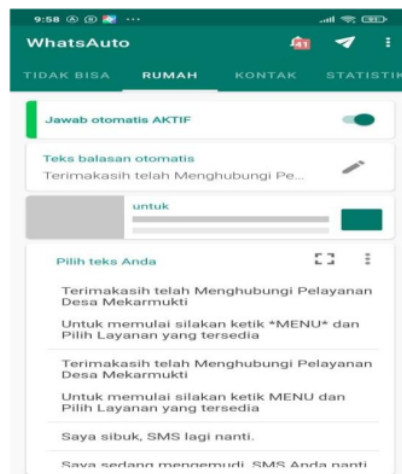 9:58
WhatsAuto
41
TIDAK BISA RUMAH KONTAK STATISTIK
Jawab otomatis AKTIF
Teks balasan otomatis
Terimakasih telah Menghubungi Pe...
untuk
Pilih teks Anda
Terimakasih telah Menghubungi Pelayanan
Desa Mekarmukti
Untuk memulai silakan ketik *MENU* dan
Pilih Layanan yang tersedia
Terimakasih telah Menghubungi Pelayanan
Desa Mekarmukti
Untuk memulai silakan ketik MENU dan
Pilih Layanan yang tersedia
Saya sibuk, SMS lagi nanti.
Saya sedang mengemudi, SMS Anda nanti